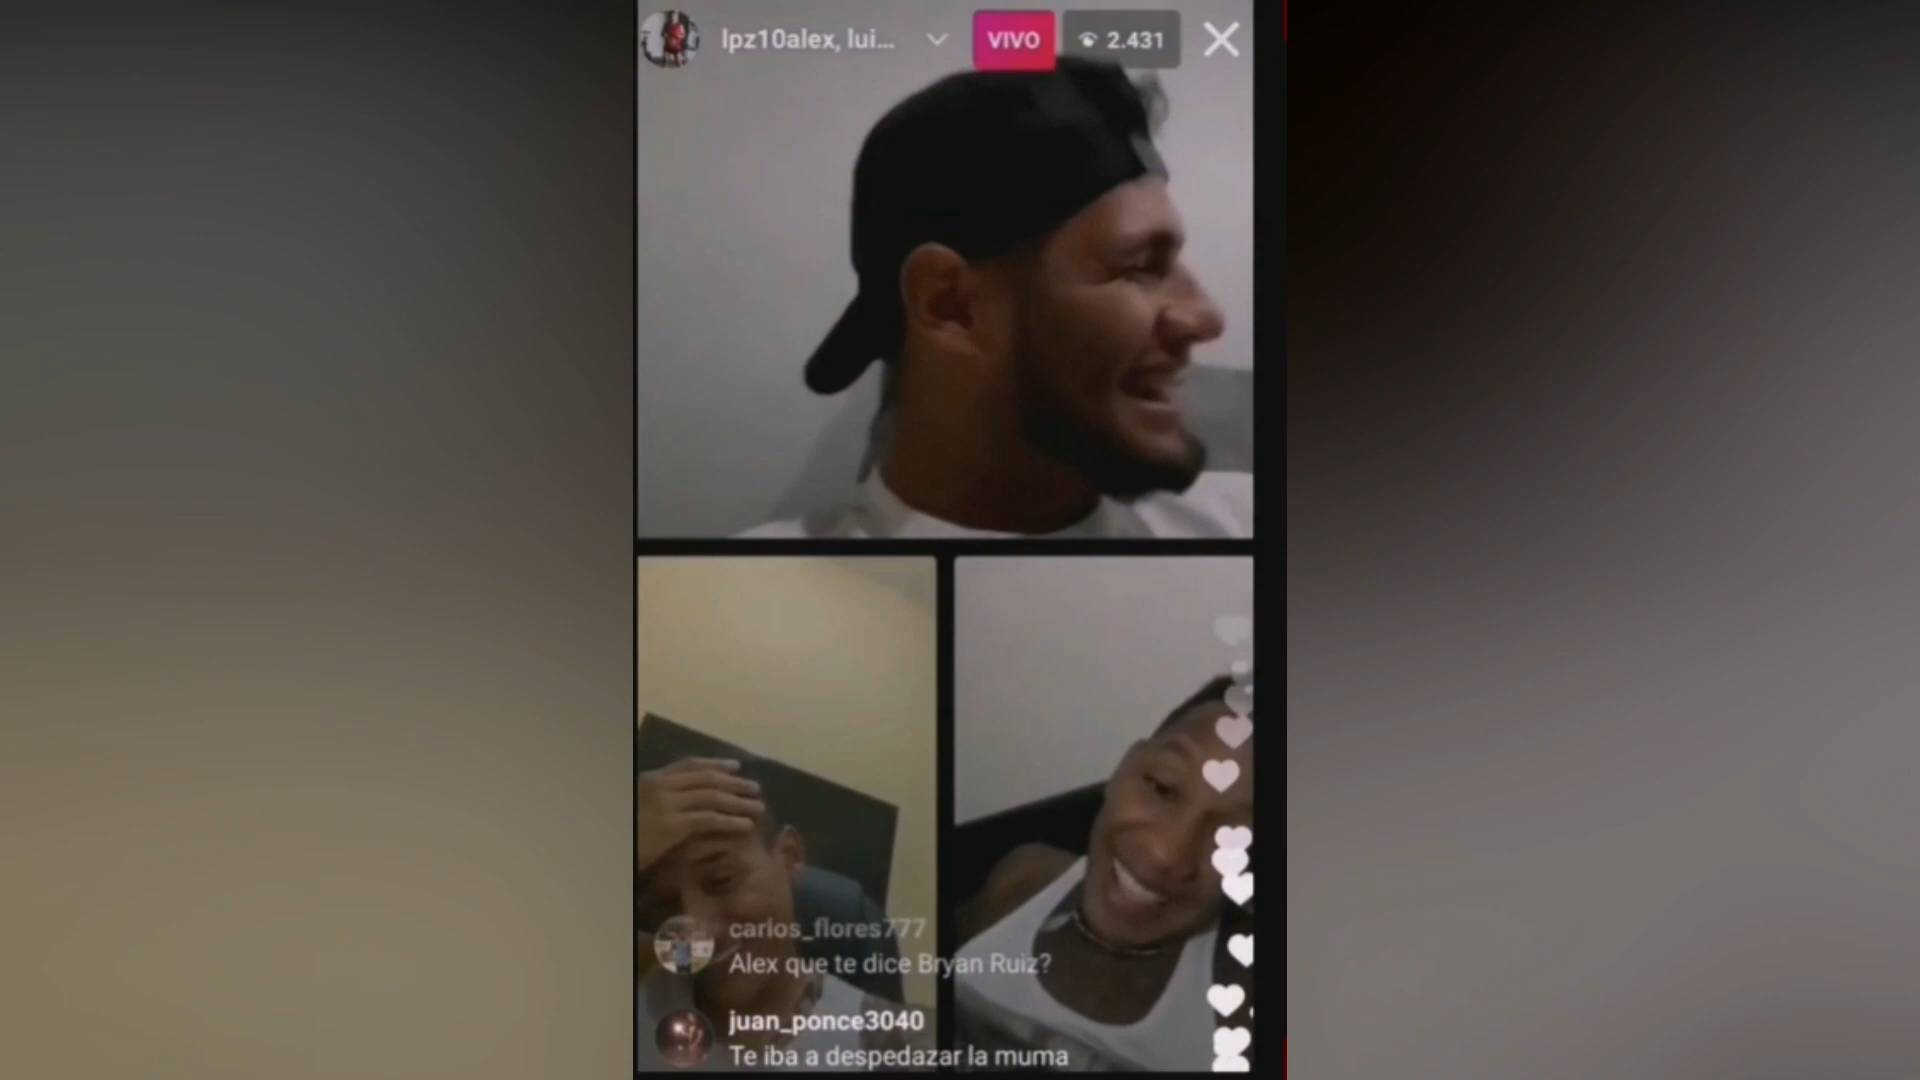 lpz10alex, lui...
VIVO
2.431
carlos_flores777
Alex que te dice Bryan Ruiz?
juan_ponce3040
Te iba a despedazar la muma